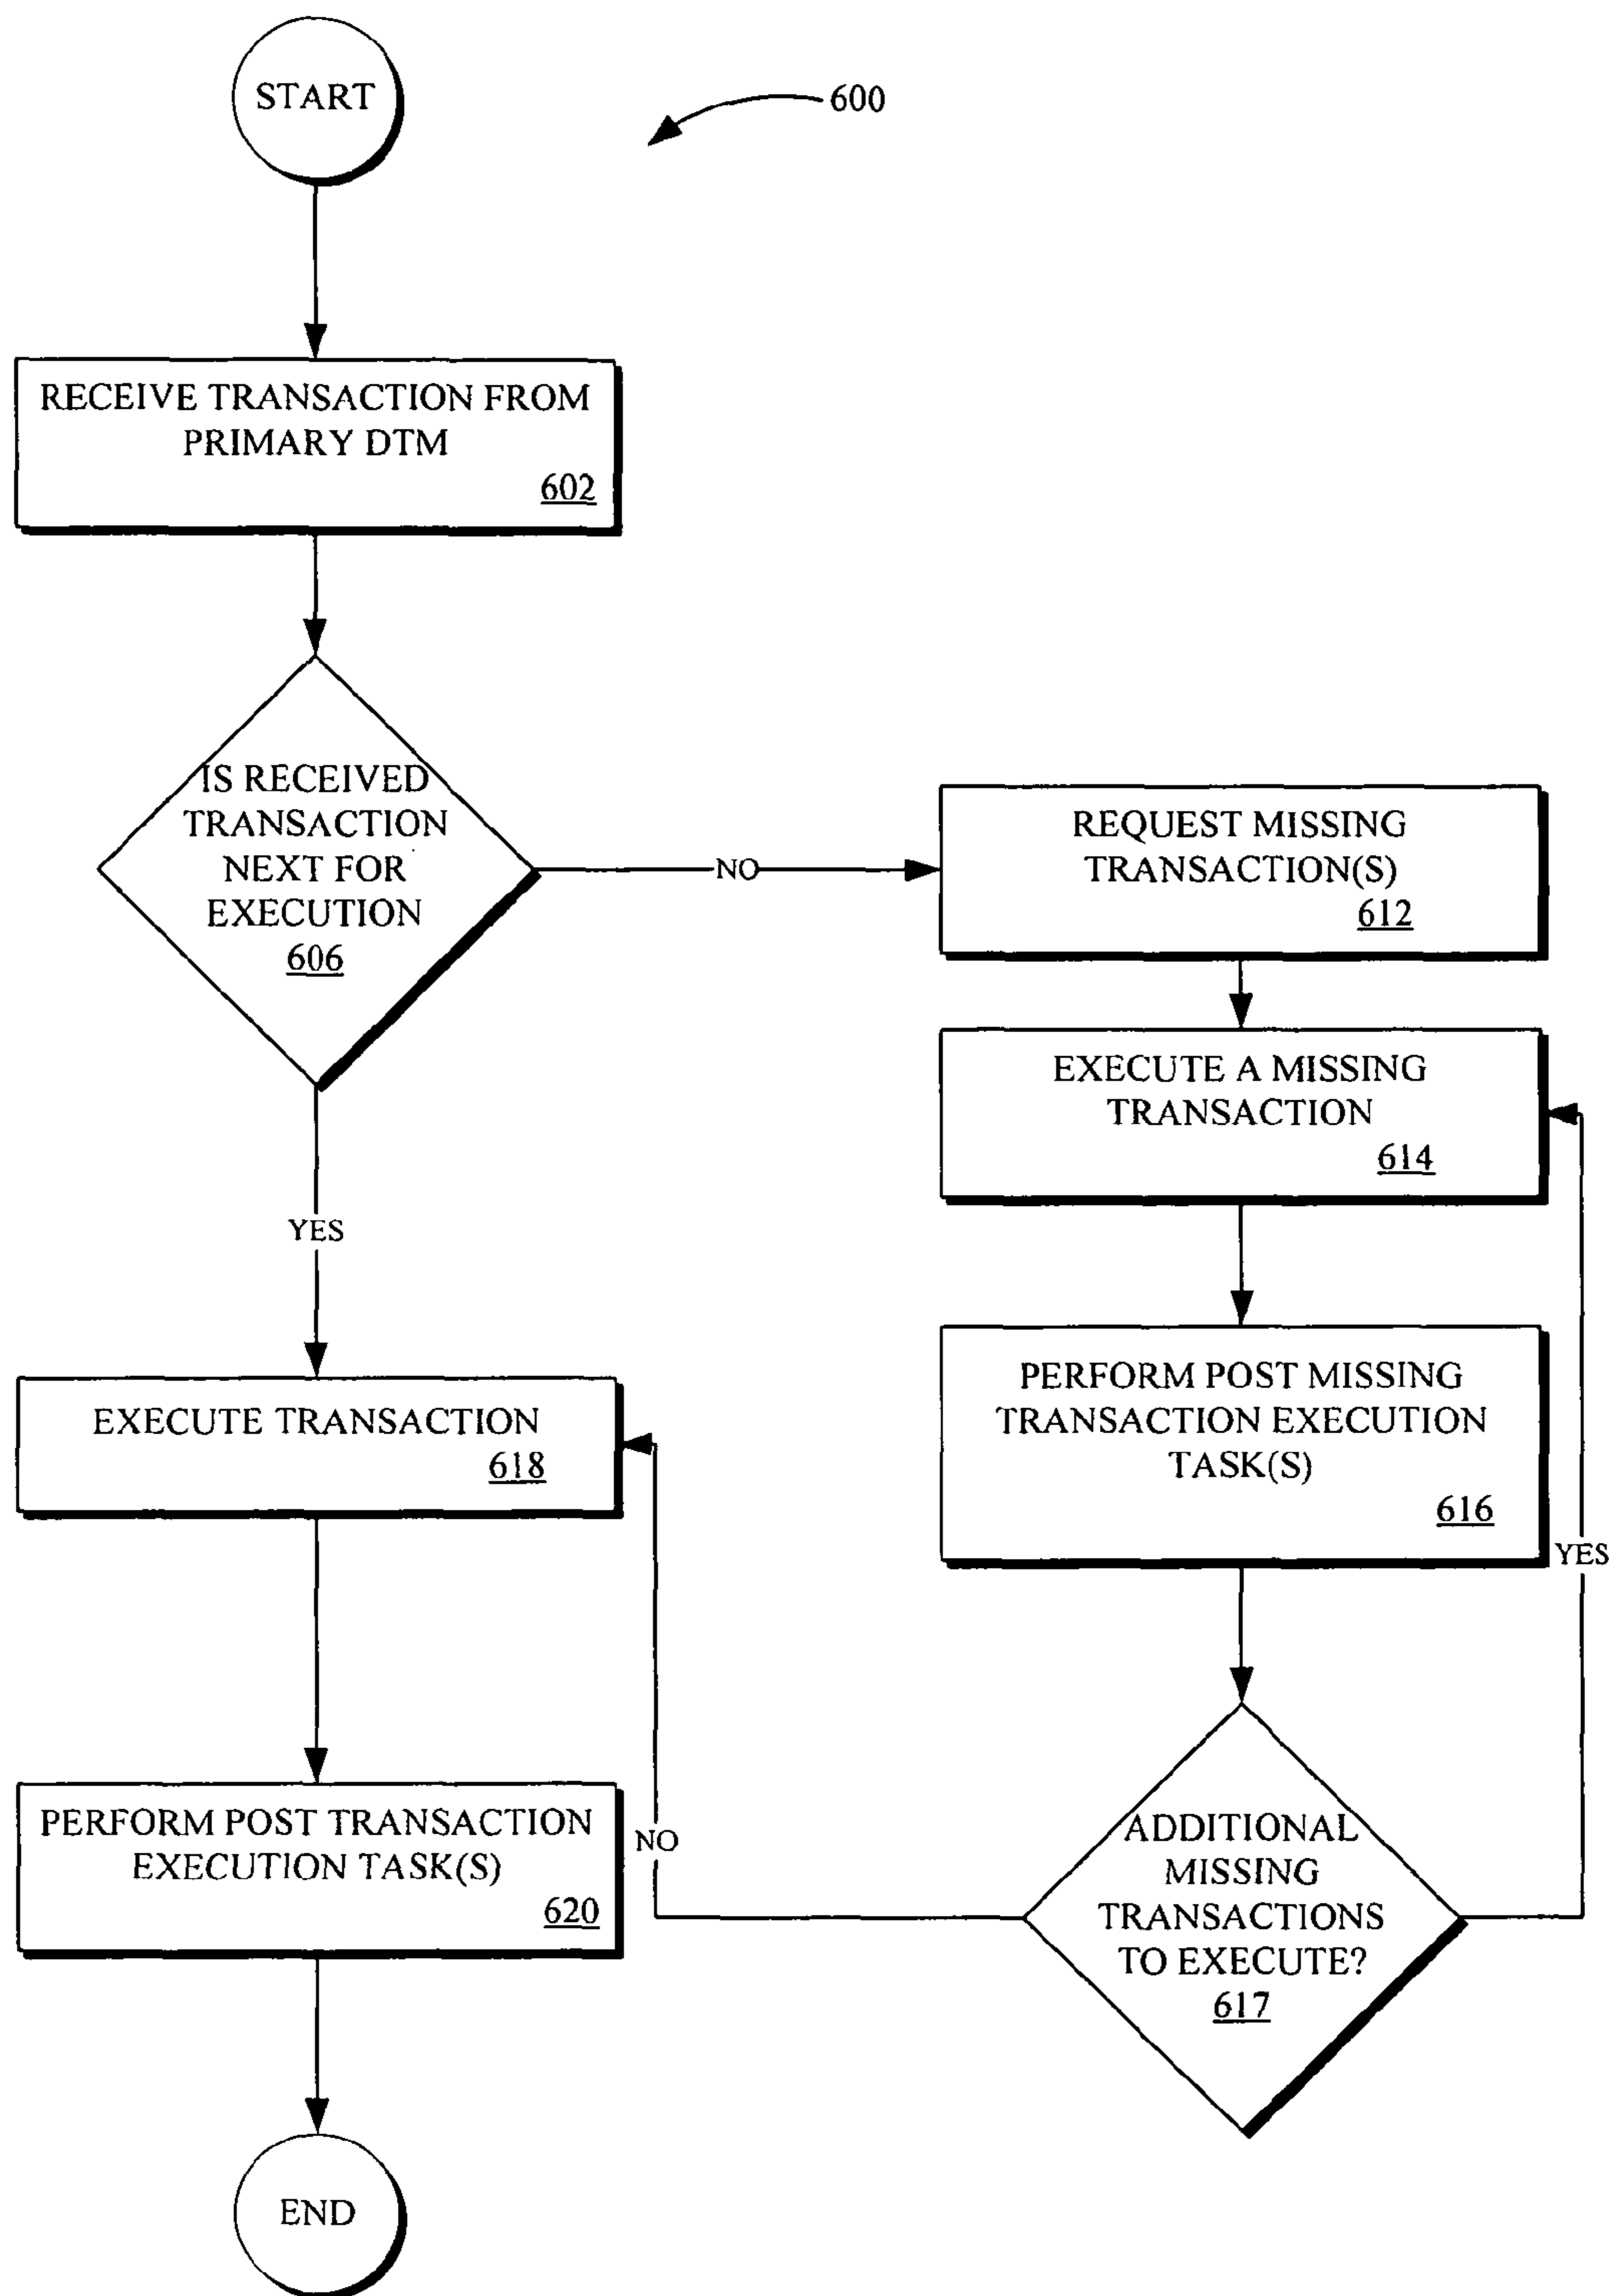 START
600
RECEIVE TRANSACTION FROM
PRIMARY DTM
602
IS RECEIVED
TRANSACTION
NEXT FOR
EXECUTION
606
NO
REQUEST MISSING
TRANSACTION(S)
612
EXECUTE A MISSING
TRANSACTION
614
YES
EXECUTE TRANSACTION
618
PERFORM POST MISSING
TRANSACTION EXECUTION
TASK(S)
616
YES
PERFORM POST TRANSACTION
EXECUTION TASK(S)
620
NO
ADDITIONAL
MISSING
TRANSACTIONS
TO EXECUTE?
617
END